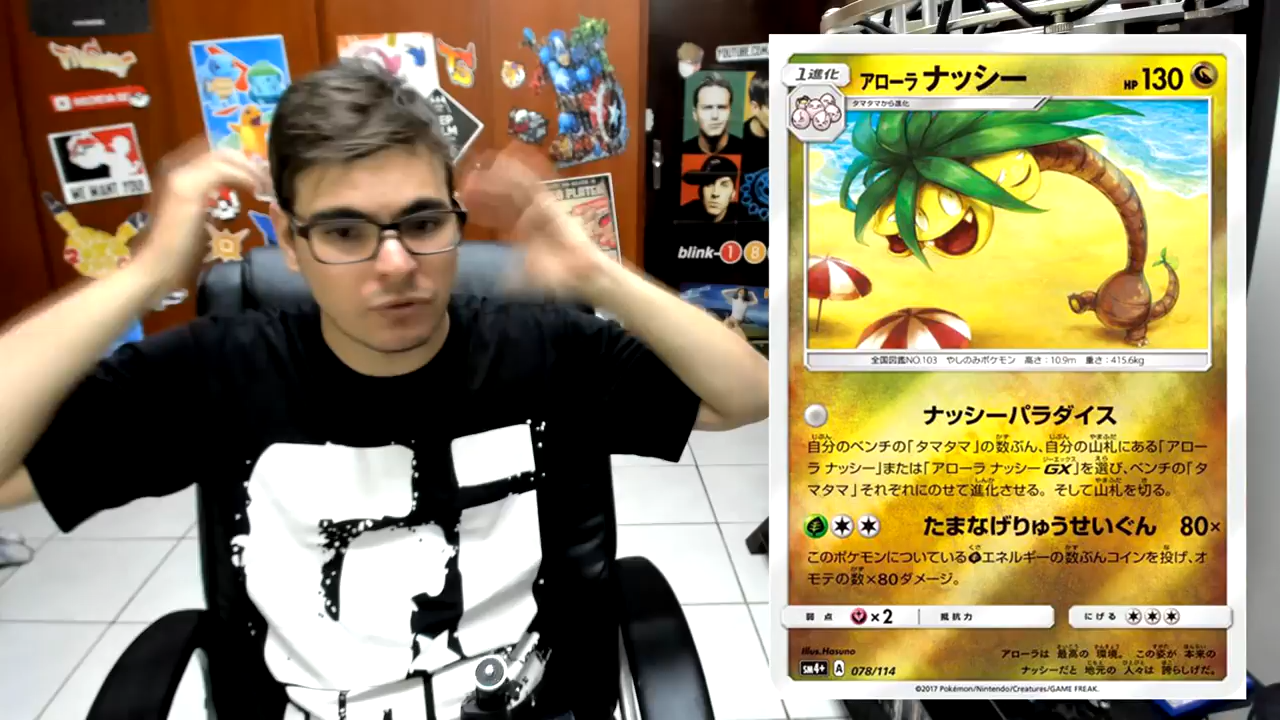 YOUTUBE.COM/
WE WANT YOU!
blink-18
1進化
アローラ ナッシー
HP 130
タマタマから進化
全国図鑑NO.103 やしのみポケモン 高さ:10.9m 重さ:415.6kg
ナッシーパラダイス
自分のベンチの「タマタマ」の数ぶん、自分の山札にある「アロー
ラ ナッシー」または「アローラ ナッシーGX」を選び、ベンチの「タ
マタマ」それぞれにのせて進化させる。そして山札を切る。
たまなげりゅうせいぐん 80×
このポケモンについているエネルギーの数ぶんコインを投げ、オ
モテの数×80ダメージ。
弱点 ×2 抵抗力 にげる
Illus.Hasuno
SM4+ A 078/114
アローラは 最高の 環境。 この姿が 本来の
ナッシーだと 地元の 人々は 誇らしげだ。
©2017 Pokémon/Nintendo/Creatures/GAME FREAK.